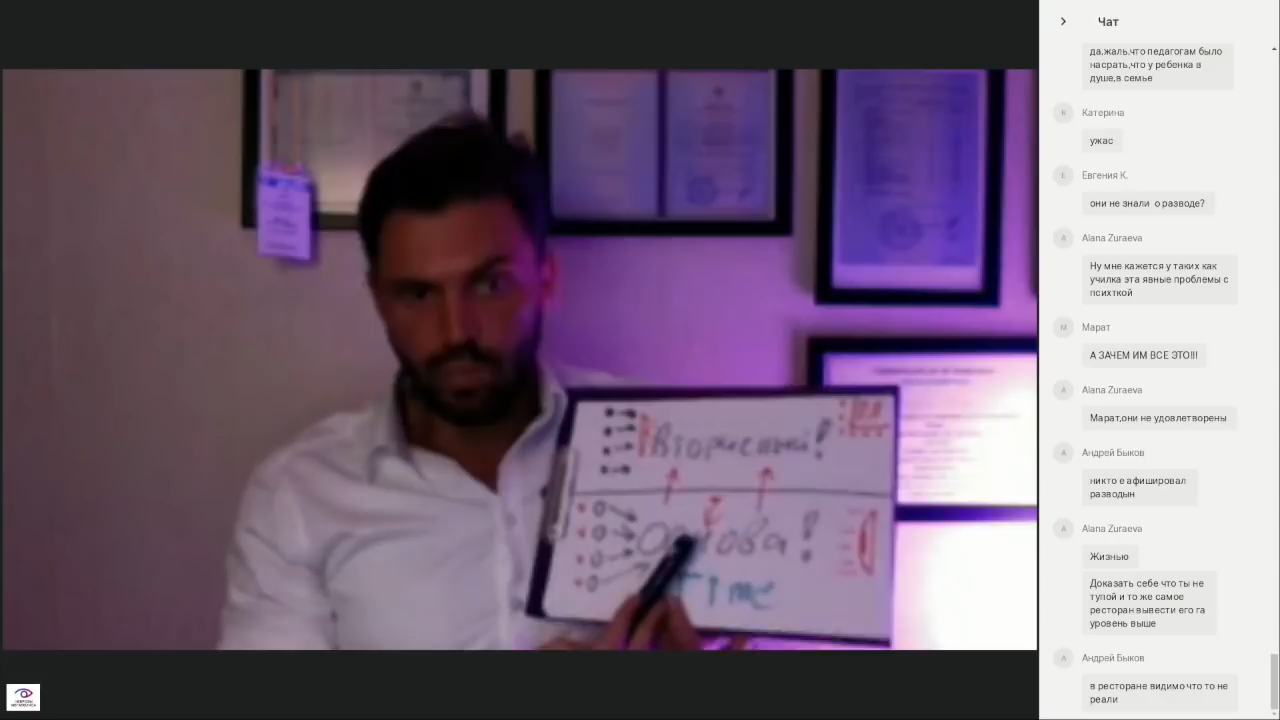 Вторичный!
Основа!
Time
Чат
да.жаль,что педагогам было
насрать,что у ребенка в
душе,в семье
Катерина
ужас
Евгения К.
они не знали о разводе?
Alana Zuraeva
Ну мне кажется у таких как
училка эта явные проблемы с
психткой
Марат
А ЗАЧЕМ ИМ ВСЕ ЭТО!!!
Alana Zuraeva
Марат,они не удовлетворены
Андрей Быков
никто е афишировал
разводын
Alana Zuraeva
Жизнью
Доказать себе что ты не
тупой и то же самое
ресторан вывести его га
уровень выше
Андрей Быков
в ресторане видимо что то не
реали